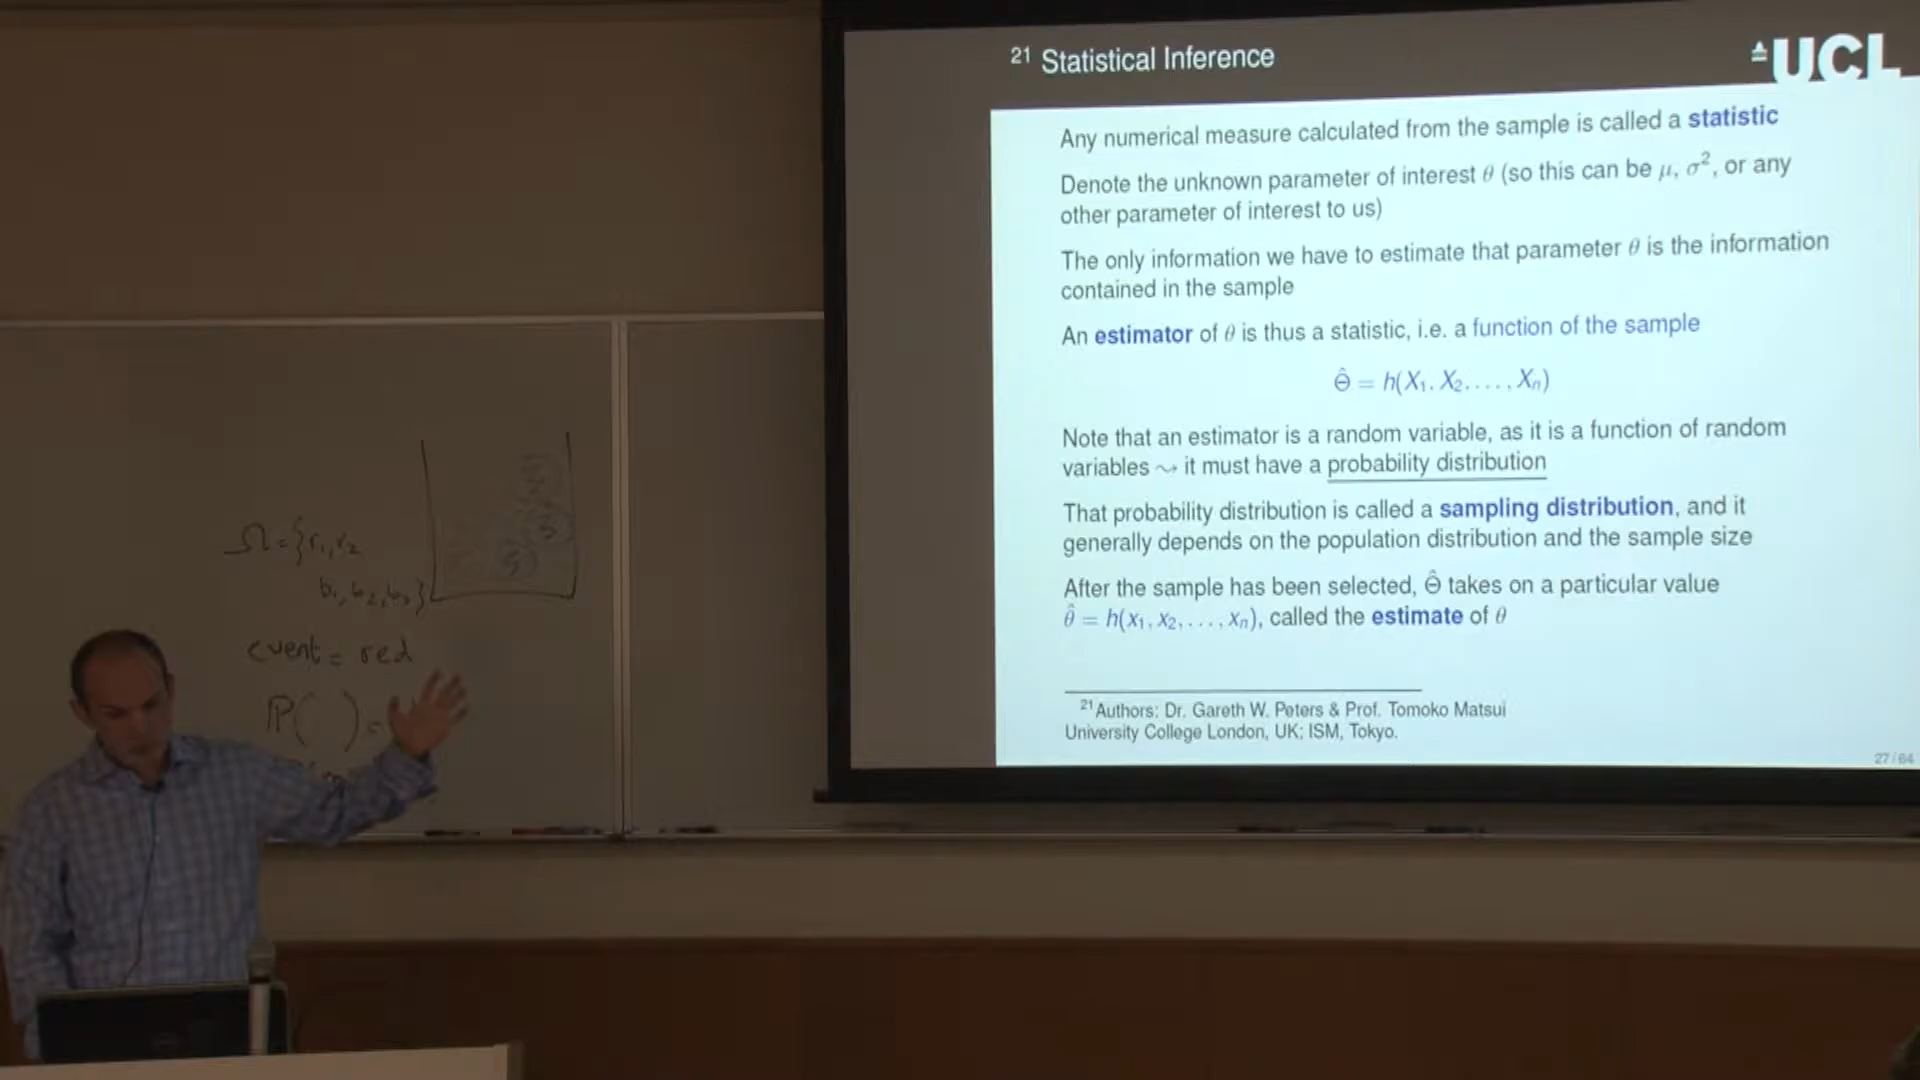 Ω = {r₁, r₂
b₁, b₂, b₃}
event = red
P( ) =
²¹ Statistical Inference
UCL
Any numerical measure calculated from the sample is called a statistic
Denote the unknown parameter of interest θ (so this can be μ, σ², or any
other parameter of interest to us)
The only information we have to estimate that parameter θ is the information
contained in the sample
An estimator of θ is thus a statistic, i.e. a function of the sample
Θ̂ = h(X₁, X₂, . . . , Xₙ)
Note that an estimator is a random variable, as it is a function of random
variables ⇝ it must have a probability distribution
That probability distribution is called a sampling distribution, and it
generally depends on the population distribution and the sample size
After the sample has been selected, Θ̂ takes on a particular value
θ̂ = h(x₁, x₂, . . . , xₙ), called the estimate of θ
²¹Authors: Dr. Gareth W. Peters & Prof. Tomoko Matsui
University College London, UK; ISM, Tokyo.
27 / 64